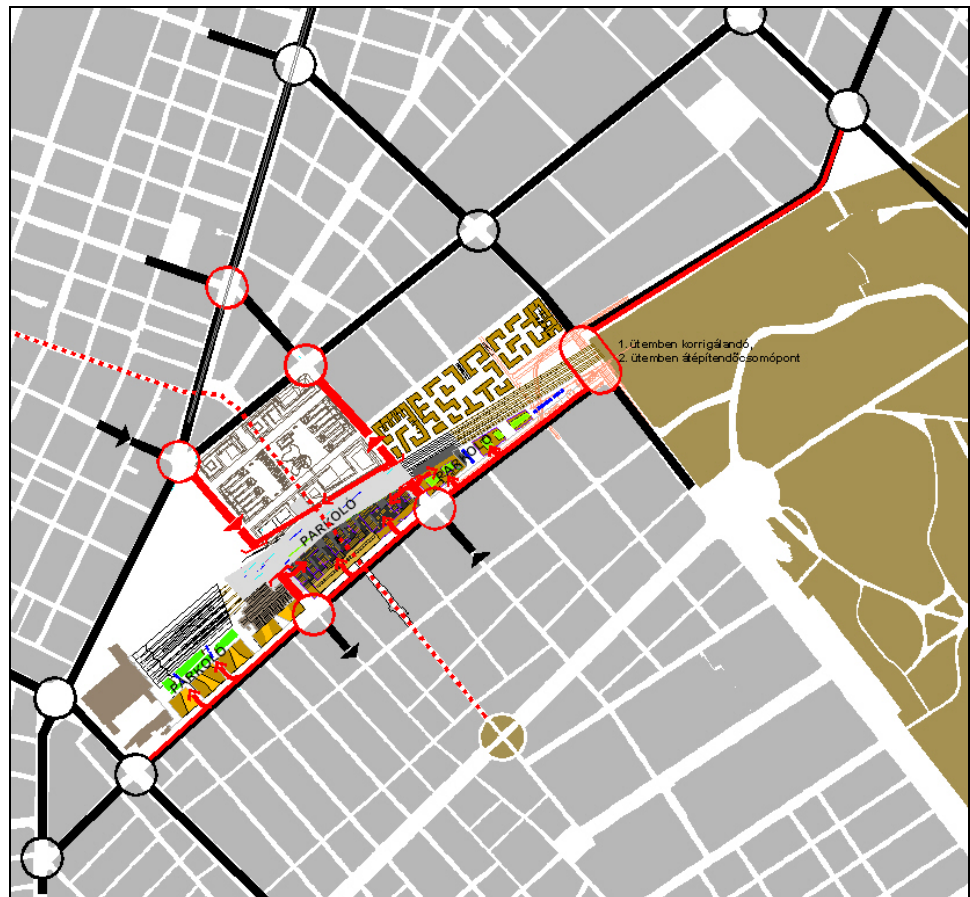 1. ütemben korrigálandó,
2. ütemben átépítendőcsomópont
PARKOLÓ
PARKOLÓ
PARKOLÓ